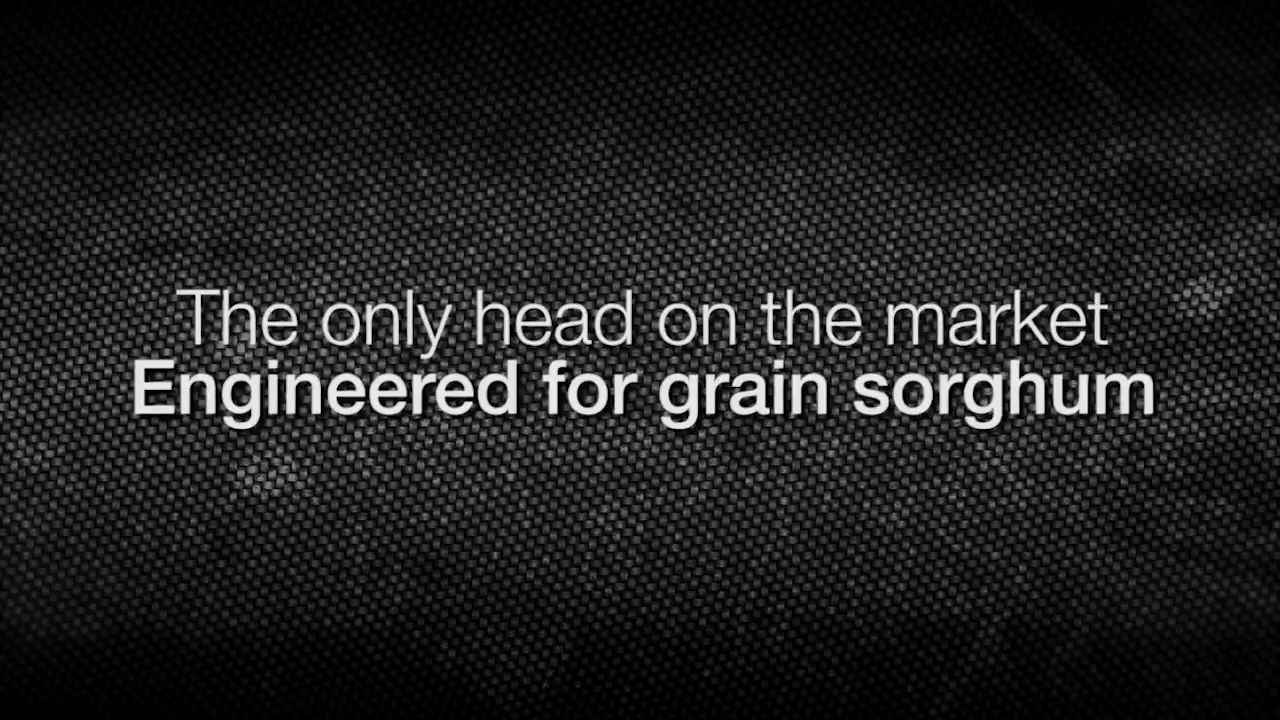 The only head on the market
Engineered for grain sorghum